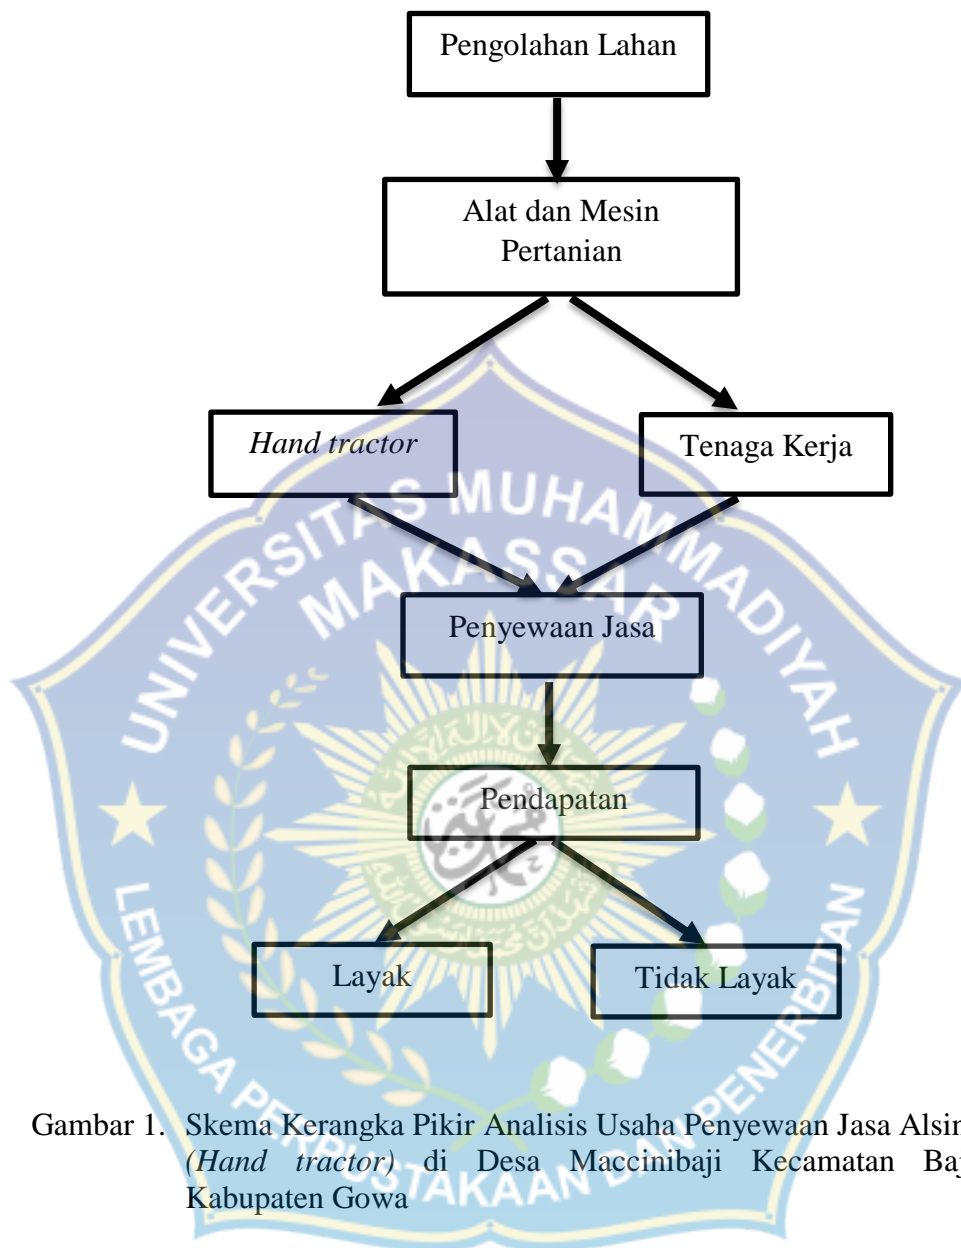 Pengolahan Lahan
Alat dan Mesin
Pertanian
Hand tractor
Tenaga Kerja
UNIVERSITAS MUHAMMADIYAH
MAKASSAR
Penyewaan Jasa
Pendapatan
Layak
Tidak Layak
LEMBAGA PERPUSTAKAAN DAN PENERBITAN
Gambar 1. Skema Kerangka Pikir Analisis Usaha Penyewaan Jasa Alsin
(Hand tractor) di Desa Maccinibaji Kecamatan Baj
Kabupaten Gowa